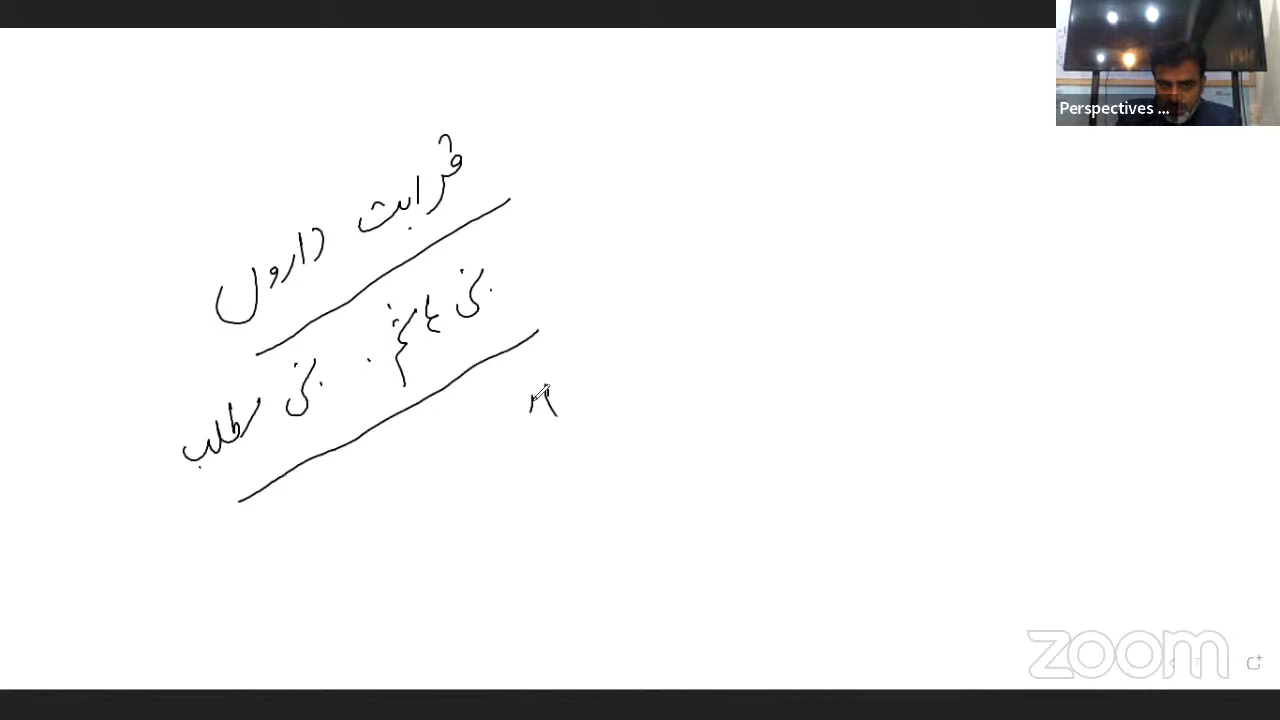 قرابت داروں
بنی ہاشم . بنی مطلب
Perspectives ...
zoom